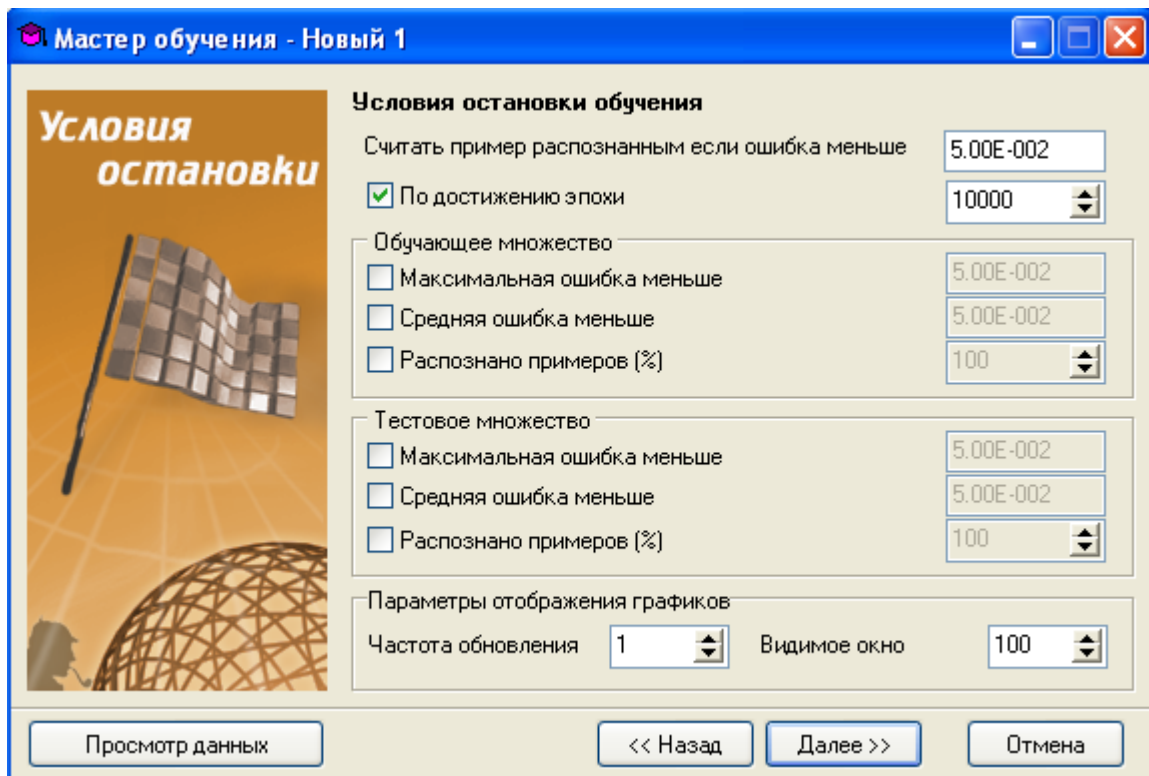 Мастер обучения - Новый 1
Условия
остановки
Условия остановки обучения
Считать пример распознанным если ошибка меньше 5.00E-002
По достижению эпохи 10000
Обучающее множество
Максимальная ошибка меньше 5.00E-002
Средняя ошибка меньше 5.00E-002
Распознано примеров (%) 100
Тестовое множество
Максимальная ошибка меньше 5.00E-002
Средняя ошибка меньше 5.00E-002
Распознано примеров (%) 100
Параметры отображения графиков
Частота обновления 1 Видимое окно 100
Просмотр данных << Назад Далее >> Отмена